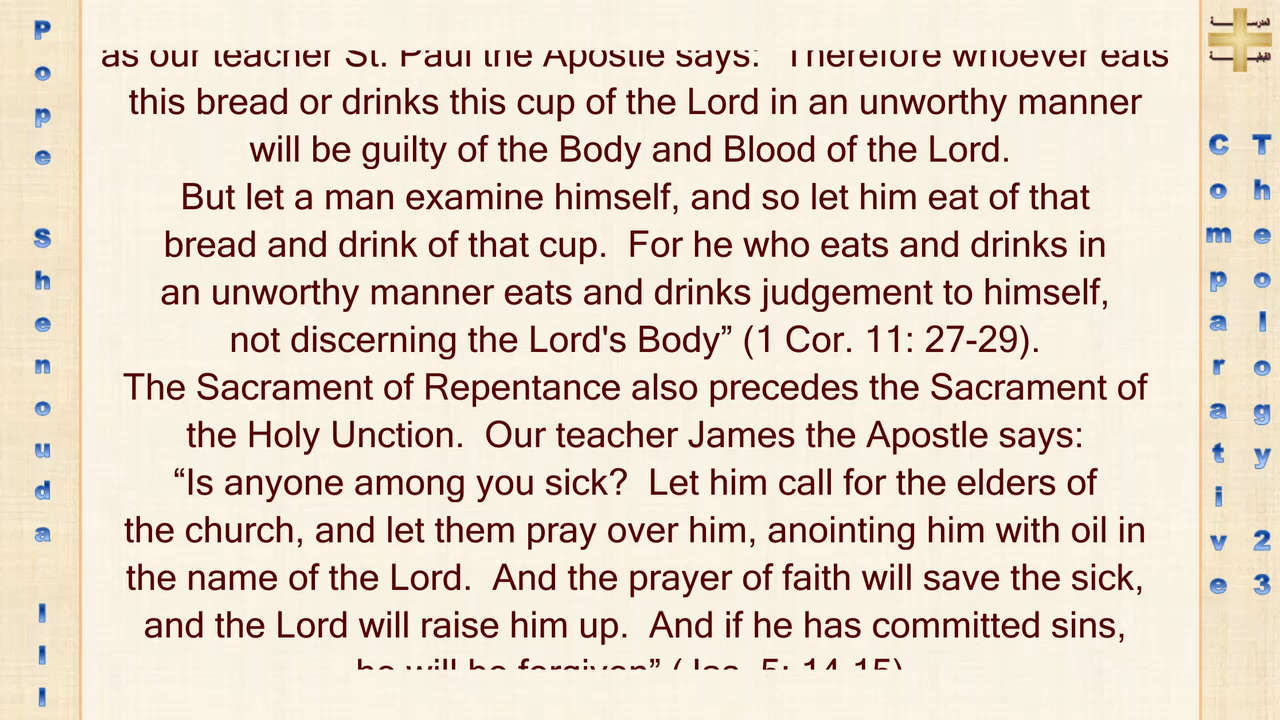 Pope Shenouda III
as our teacher St. Paul the Apostle says: "Therefore whoever eats
this bread or drinks this cup of the Lord in an unworthy manner
will be guilty of the Body and Blood of the Lord.
But let a man examine himself, and so let him eat of that
bread and drink of that cup.  For he who eats and drinks in
an unworthy manner eats and drinks judgement to himself,
not discerning the Lord's Body” (1 Cor. 11: 27-29).
The Sacrament of Repentance also precedes the Sacrament of
the Holy Unction.  Our teacher James the Apostle says:
“Is anyone among you sick?  Let him call for the elders of
the church, and let them pray over him, anointing him with oil in
the name of the Lord.  And the prayer of faith will save the sick,
and the Lord will raise him up.  And if he has committed sins,
he will be forgiven” (Jas. 5: 14-15)
Comparative
Theology 23